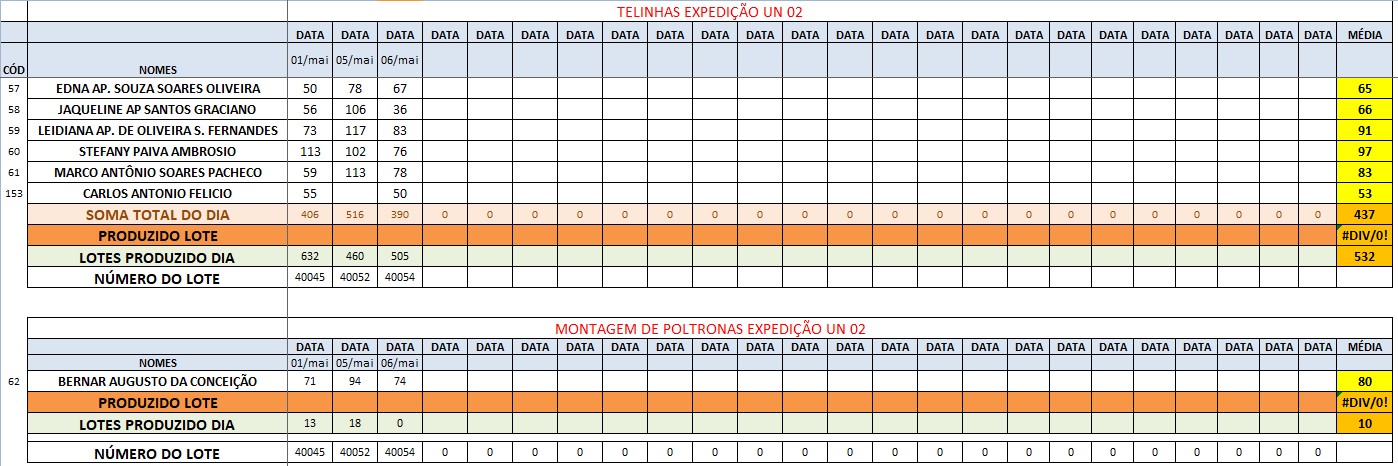 TELINHAS EXPEDIÇÃO UN 02
DATA DATA DATA DATA DATA DATA DATA DATA DATA DATA DATA DATA DATA DATA DATA DATA DATA DATA DATA DATA DATA DATA DATA MÉDIA
CÓD NOMES 01/mai 05/mai 06/mai
57 EDNA AP. SOUZA SOARES OLIVEIRA 50 78 67 65
58 JAQUELINE AP SANTOS GRACIANO 56 106 36 66
59 LEIDIANA AP. DE OLIVEIRA S. FERNANDES 73 117 83 91
60 STEFANY PAIVA AMBROSIO 113 102 76 97
61 MARCO ANTÔNIO SOARES PACHECO 59 113 78 83
153 CARLOS ANTONIO FELICIO 55 50 53
SOMA TOTAL DO DIA 406 516 390 0 0 0 0 0 0 0 0 0 0 0 0 0 0 0 0 0 0 0 0 437
PRODUZIDO LOTE #DIV/0!
LOTES PRODUZIDO DIA 632 460 505 532
NÚMERO DO LOTE 40045 40052 40054
MONTAGEM DE POLTRONAS EXPEDIÇÃO UN 02
DATA DATA DATA DATA DATA DATA DATA DATA DATA DATA DATA DATA DATA DATA DATA DATA DATA DATA DATA DATA DATA DATA DATA MÉDIA
NOMES 01/mai 05/mai 06/mai
62 BERNAR AUGUSTO DA CONCEIÇÃO 71 94 74 80
PRODUZIDO LOTE #DIV/0!
LOTES PRODUZIDO DIA 13 18 0 10
NÚMERO DO LOTE 40045 40052 40054 0 0 0 0 0 0 0 0 0 0 0 0 0 0 0 0 0 0 0 0